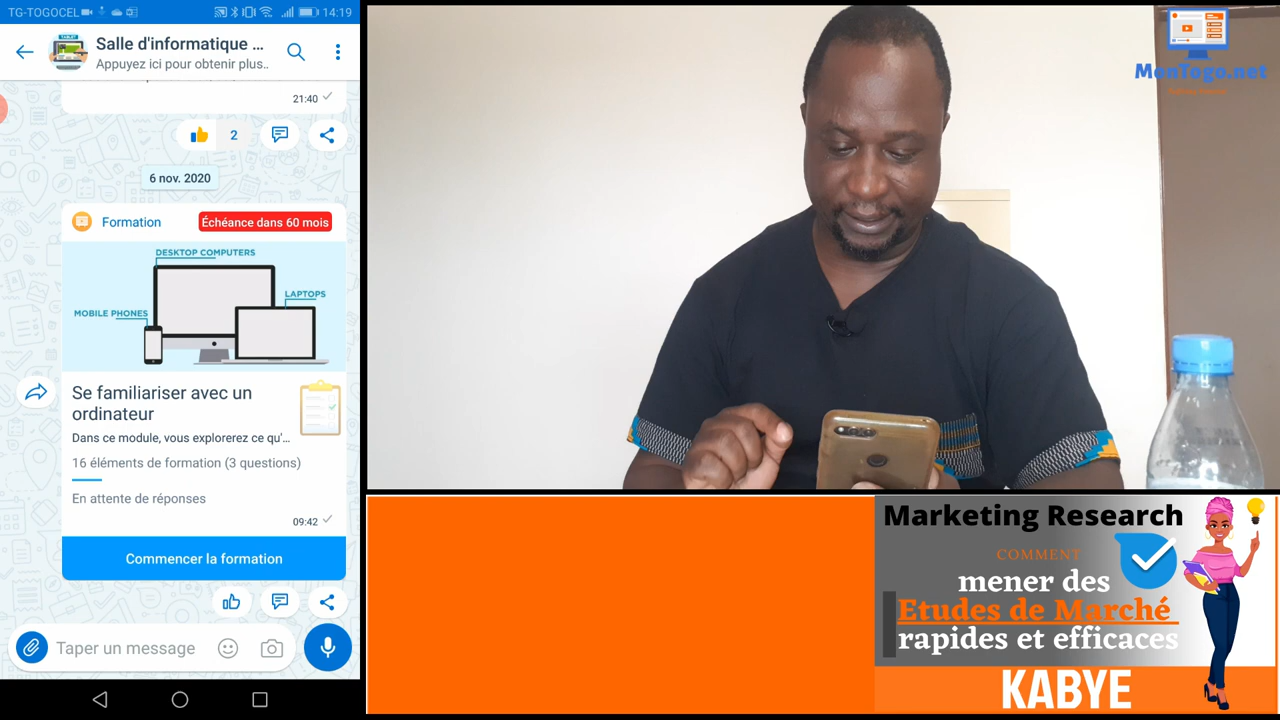 TG-TOGOCEL
14:19
Salle d'informatique ...
Appuyez ici pour obtenir plus..
21:40
2
6 nov. 2020
Formation
Échéance dans 60 mois
DESKTOP COMPUTERS
LAPTOPS
MOBILE PHONES
Se familiariser avec un
ordinateur
Dans ce module, vous explorerez ce qu'...
16 éléments de formation (3 questions)
En attente de réponses
09:42
Commencer la formation
Taper un message
MonTogo.net
Marketing Research
COMMENT
mener des
Etudes de Marché
rapides et efficaces
KABYE